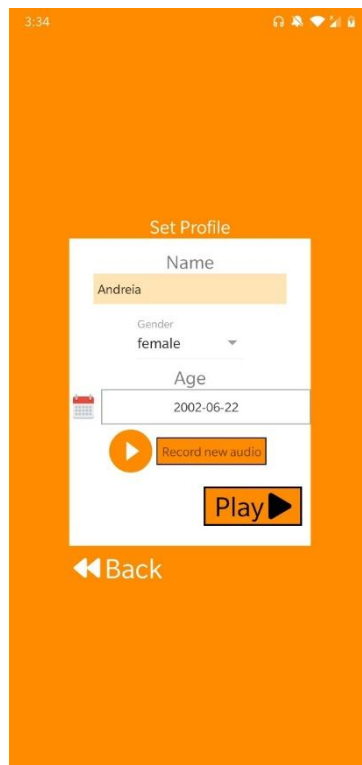 3:34
Set Profile
Name
Andreia
Gender
female
Age
2002-06-22
Record new audio
Play
Back